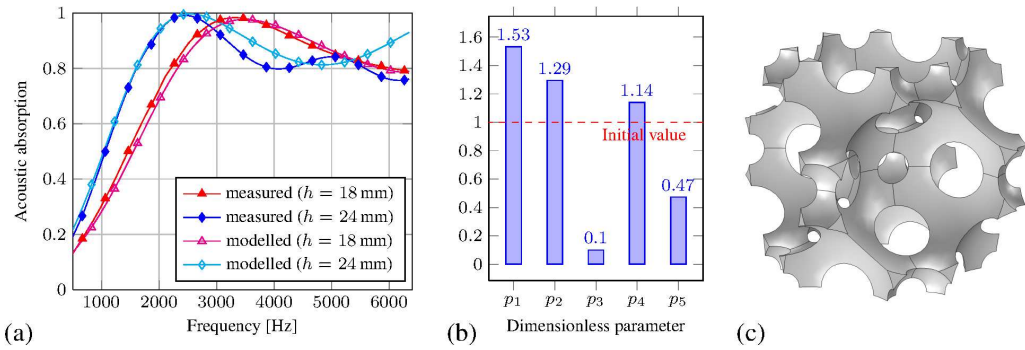 1
0.8
0.6
0.4
0.2
0
Acoustic absorption
measured (h = 18 mm)
measured (h = 24 mm)
modelled (h = 18 mm)
modelled (h = 24 mm)
1000 2000 3000 4000 5000 6000
Frequency [Hz]
(a)
1.6
1.4
1.2
1
0.8
0.6
0.4
0.2
0
1.53
1.29
0.1
1.14
0.47
Initial value
p1 p2 p3 p4 p5
Dimensionless parameter
(b)
(c)